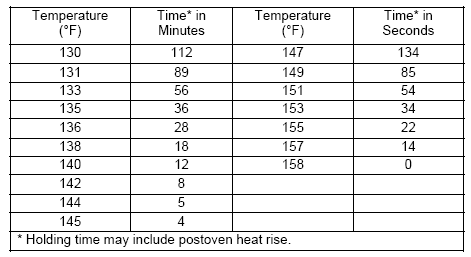 Temperature (°F) Time* in Minutes Temperature (°F) Time* in Seconds
130 112 147 134
131 89 149 85
133 56 151 54
135 36 153 34
136 28 155 22
138 18 157 14
140 12 158 0
142 8
144 5
145 4
* Holding time may include postoven heat rise.